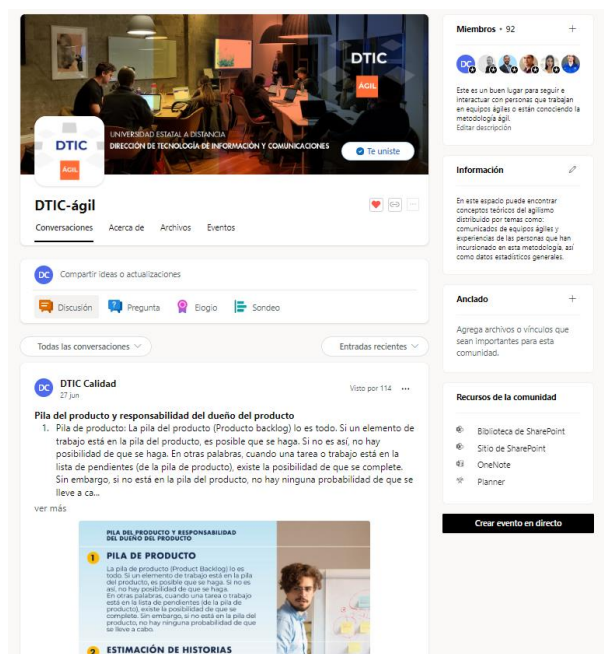 DTIC
ÁGIL
UNIVERSIDAD ESTATAL A DISTANCIA
DIRECCIÓN DE TECNOLOGÍA DE INFORMACIÓN Y COMUNICACIONES
Te uniste
DTIC
ÁGIL
DTIC-ágil
Conversaciones
Acerca de
Archivos
Eventos
DC
Compartir ideas o actualizaciones
Discusión
Pregunta
Elogio
Sondeo
Todas las conversaciones
Entradas recientes
DC
DTIC Calidad
27 jun
Visto por 114
Pila del producto y responsabilidad del dueño del producto
1. Pila de producto: La pila del producto (Producto backlog) lo es todo. Si un elemento de
trabajo está en la pila del producto, es posible que se haga. Si no es así, no hay
posibilidad de que se haga. En otras palabras, cuando una tarea o trabajo está en la
lista de pendientes (de la pila de producto), existe la posibilidad de que se complete.
Sin embargo, si no está en la pila del producto, no hay ninguna probabilidad de que se
lleve a ca...
ver más
PILA DEL PRODUCTO Y RESPONSABILIDAD
DEL DUEÑO DEL PRODUCTO
1 PILA DE PRODUCTO
La pila de producto (Product Backlog) lo es
todo. Si un elemento de trabajo está en la pila
del producto, es posible que se haga. Si no es
así, no hay posibilidad de que se haga.
En otras palabras, cuando una tarea o trabajo
está en la lista de pendientes (de la pila de
producto), existe la posibilidad de que se
complete. Sin embargo, si no está en la pila del
producto, no hay ninguna probabilidad de que
se lleve a cabo.
2 ESTIMACIÓN DE HISTORIAS
Miembros · 92
DC
Este es un buen lugar para seguir e
interactuar con personas que trabajan
en equipos ágiles o están conociendo la
metodología ágil.
Editar descripción
Información
En este espacio puede encontrar
conceptos teóricos del agilismo
distribuido por temas como:
comunicados de equipos ágiles y
experiencias de las personas que han
incursionado en esta metodología, así
como datos estadísticos generales.
Anclado
Agrega archivos o vínculos que
sean importantes para esta
comunidad.
Recursos de la comunidad
Biblioteca de SharePoint
Sitio de SharePoint
OneNote
Planner
Crear evento en directo